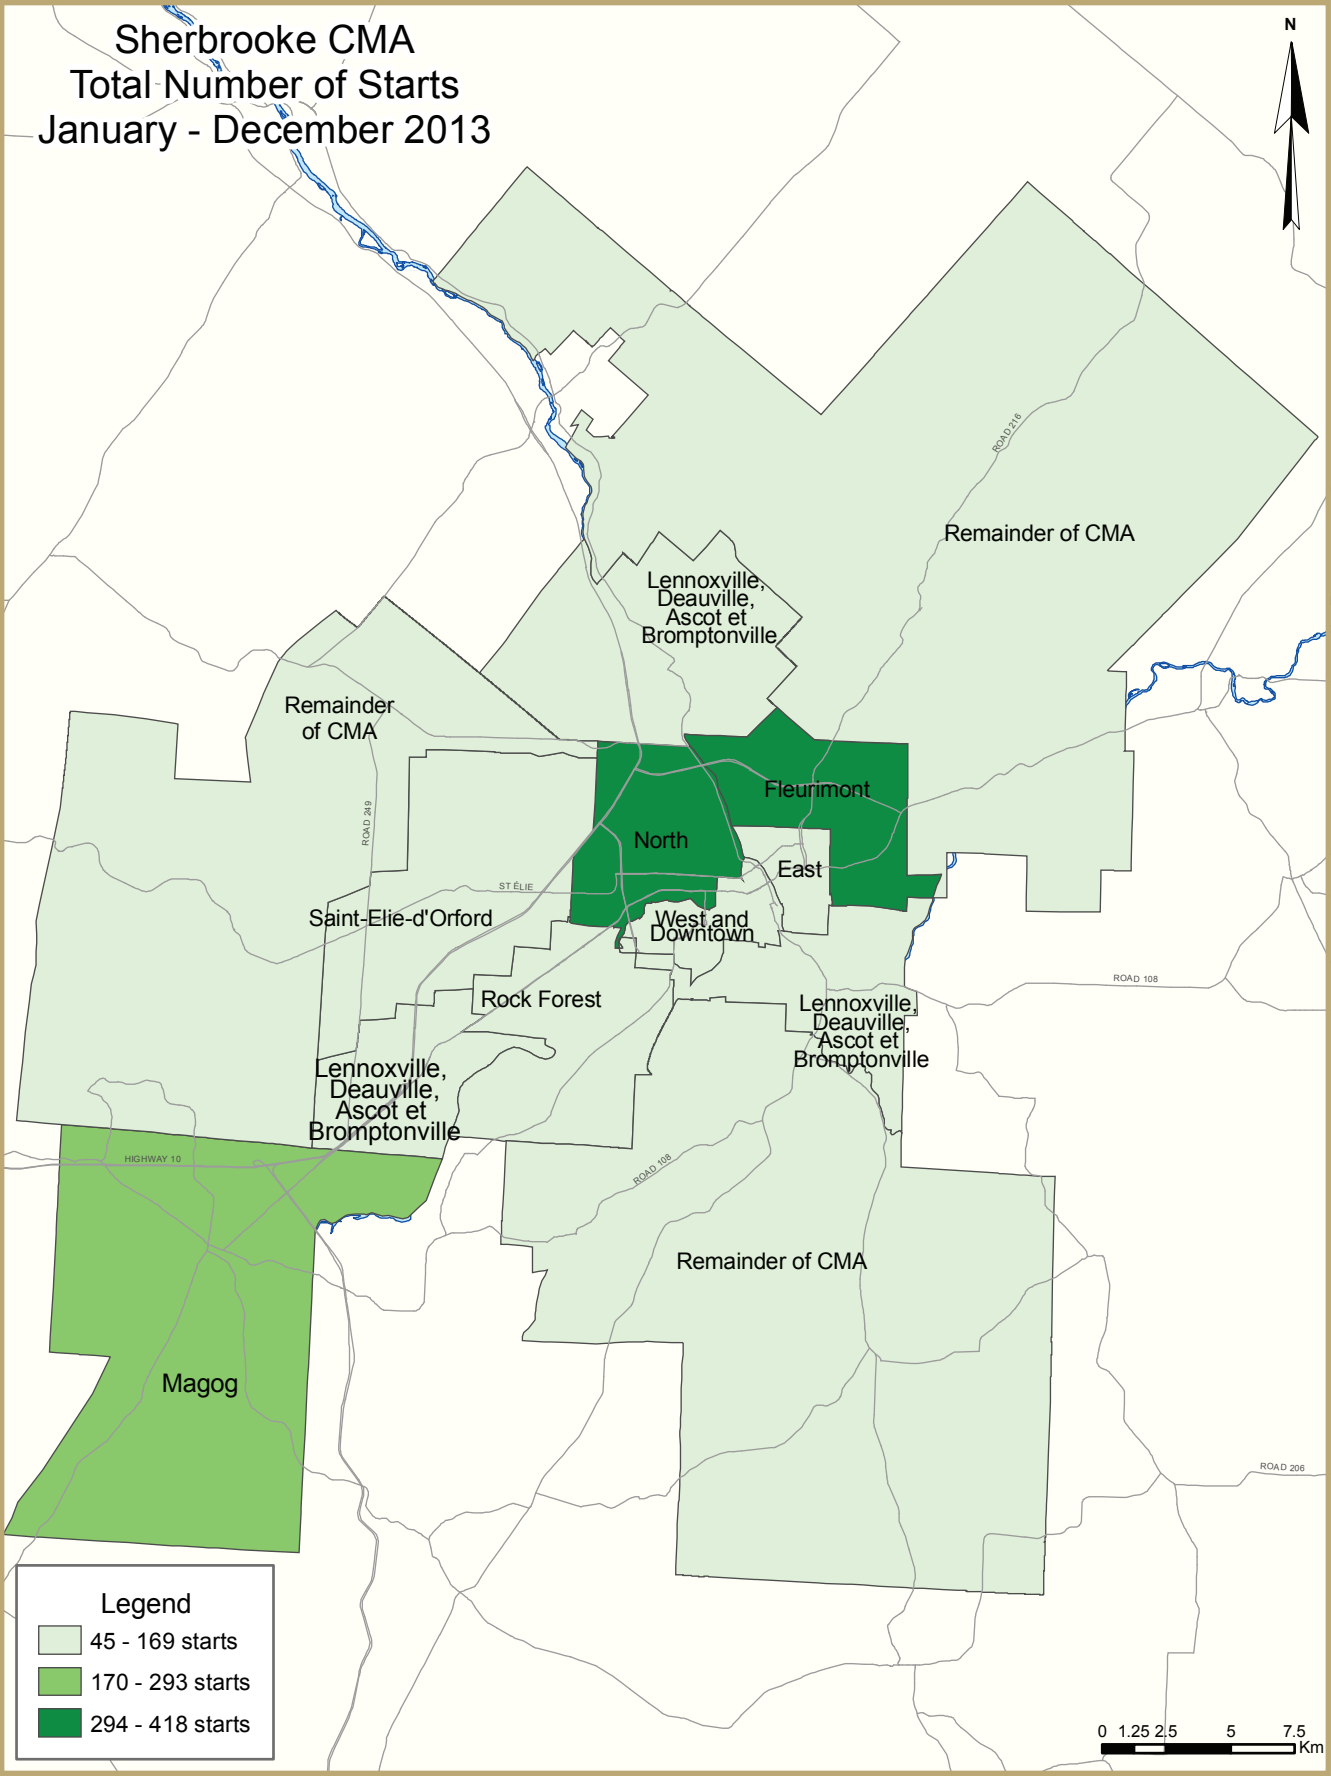 Sherbrooke CMA
Total Number of Starts
January - December 2013
N
ROAD 216
Remainder of CMA
Lennoxville,
Deauville,
Ascot et
Bromptonville
Remainder
of CMA
ROAD 249
Fleurimont
North
East
ST ÉLIE
Saint-Elie-d'Orford
West and
Downtown
ROAD 108
Rock Forest
Lennoxville,
Deauville,
Ascot et
Bromptonville
Lennoxville,
Deauville,
Ascot et
Bromptonville
HIGHWAY 10
ROAD 108
Remainder of CMA
Magog
ROAD 206
Legend
45 - 169 starts
170 - 293 starts
294 - 418 starts
0 1.25 2.5 5 7.5
Km